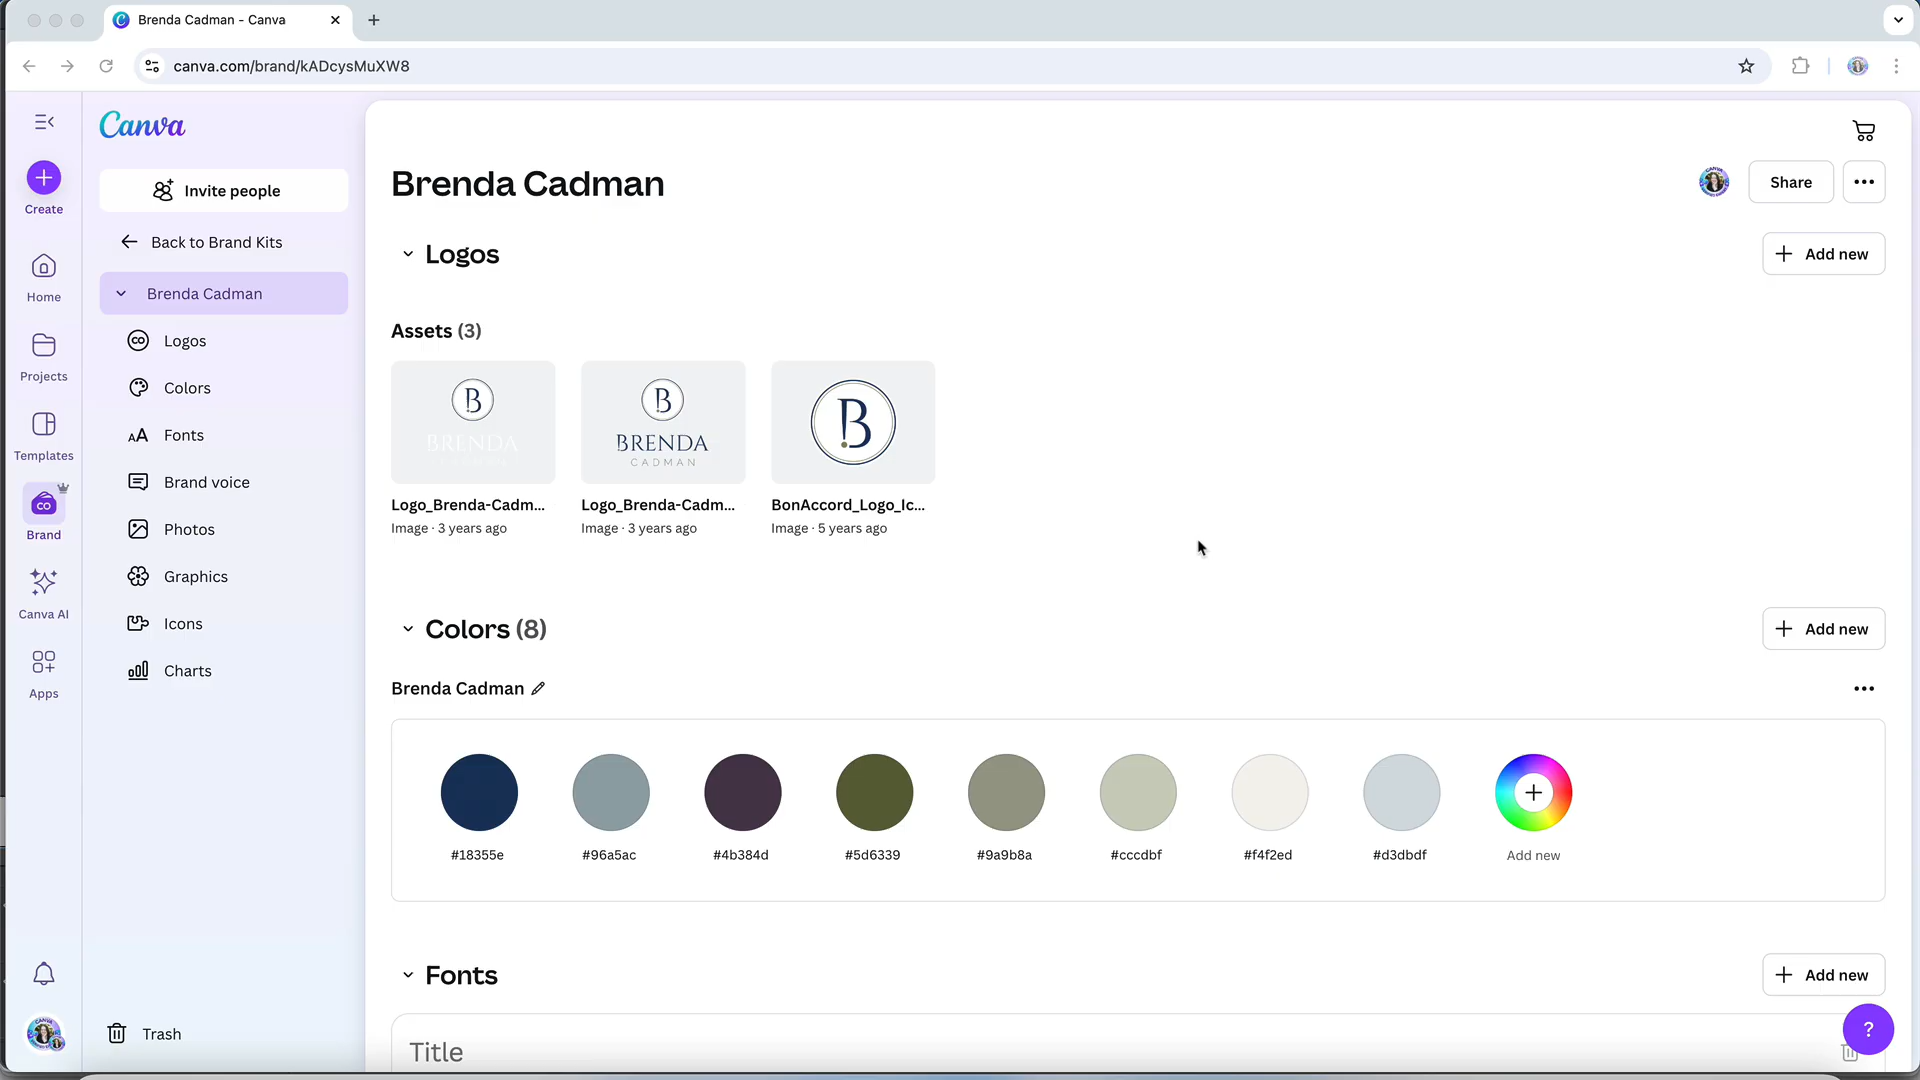 Brenda Cadman - Canva
canva.com/brand/kADcysMuXW8
Canva
Create
Invite people
Back to Brand Kits
Home
Brenda Cadman
Logos
Projects
Colors
Fonts
Templates
Brand voice
CO
Brand
Photos
Graphics
Canva AI
Icons
Charts
Apps
Trash
Brenda Cadman
Share
Logos
Add new
Assets (3)
B
BRENDA
B
BRENDA
CADMAN
B
Logo_Brenda-Cadm...
Logo_Brenda-Cadm...
BonAccord_Logo_Ic...
Image · 3 years ago
Image · 3 years ago
Image · 5 years ago
Colors (8)
Add new
Brenda Cadman
#18355e
#96a5ac
#4b384d
#5d6339
#9a9b8a
#cccdbf
#f4f2ed
#d3dbdf
Add new
Fonts
Add new
Title
?